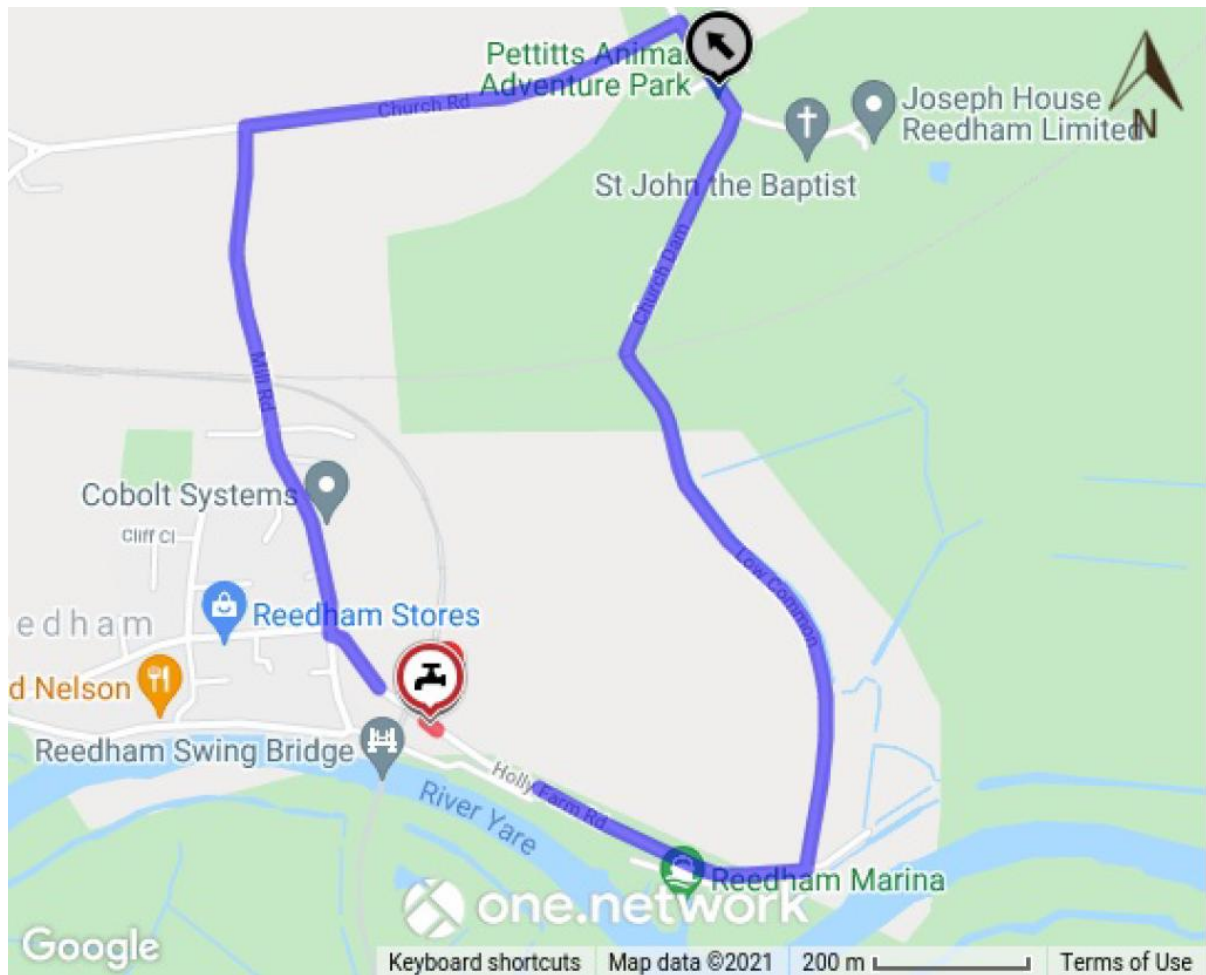 Pettitts Animal
Adventure Park
Church Rd
Joseph House
Reedham Limited
N
St John the Baptist
Church Dam
Mill Rd
Cobolt Systems
Cliff Cl
Low Common
Reedham Stores
edham
d Nelson
Reedham Swing Bridge
Holly Farm Rd
River Yare
Reedham Marina
one.network
Google
Keyboard shortcuts
Map data ©2021
200 m
Terms of Use